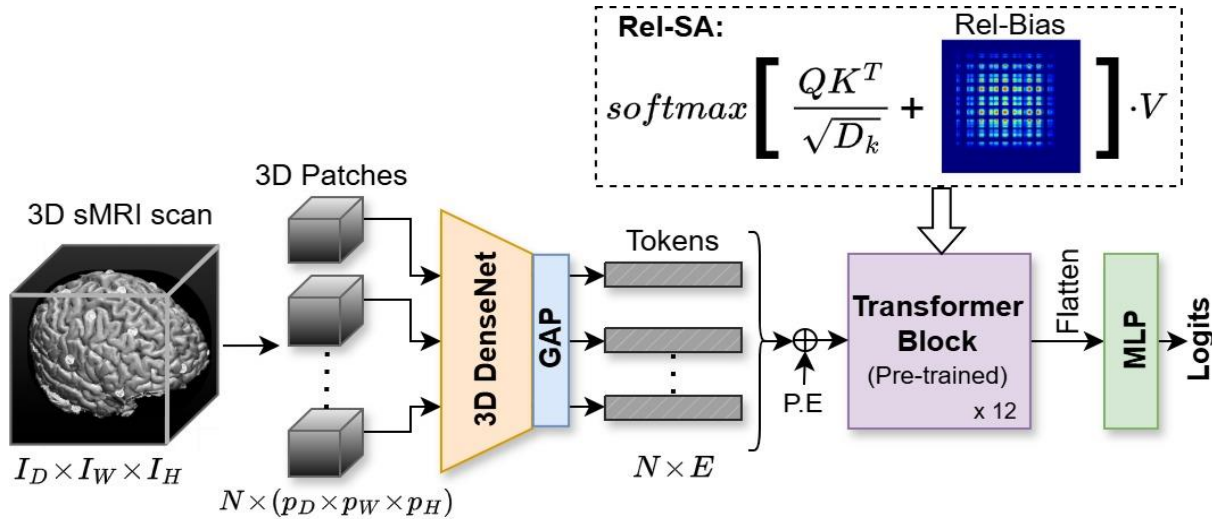 Rel-SA:
Rel-Bias
softmax[ QK^T / √D_k + ] · V
3D Patches
3D sMRI scan
3D DenseNet
GAP
Tokens
P.E
Transformer
Block
(Pre-trained)
x 12
Flatten
MLP
Logits
I_D × I_W × I_H
N × (p_D × p_W × p_H)
N × E